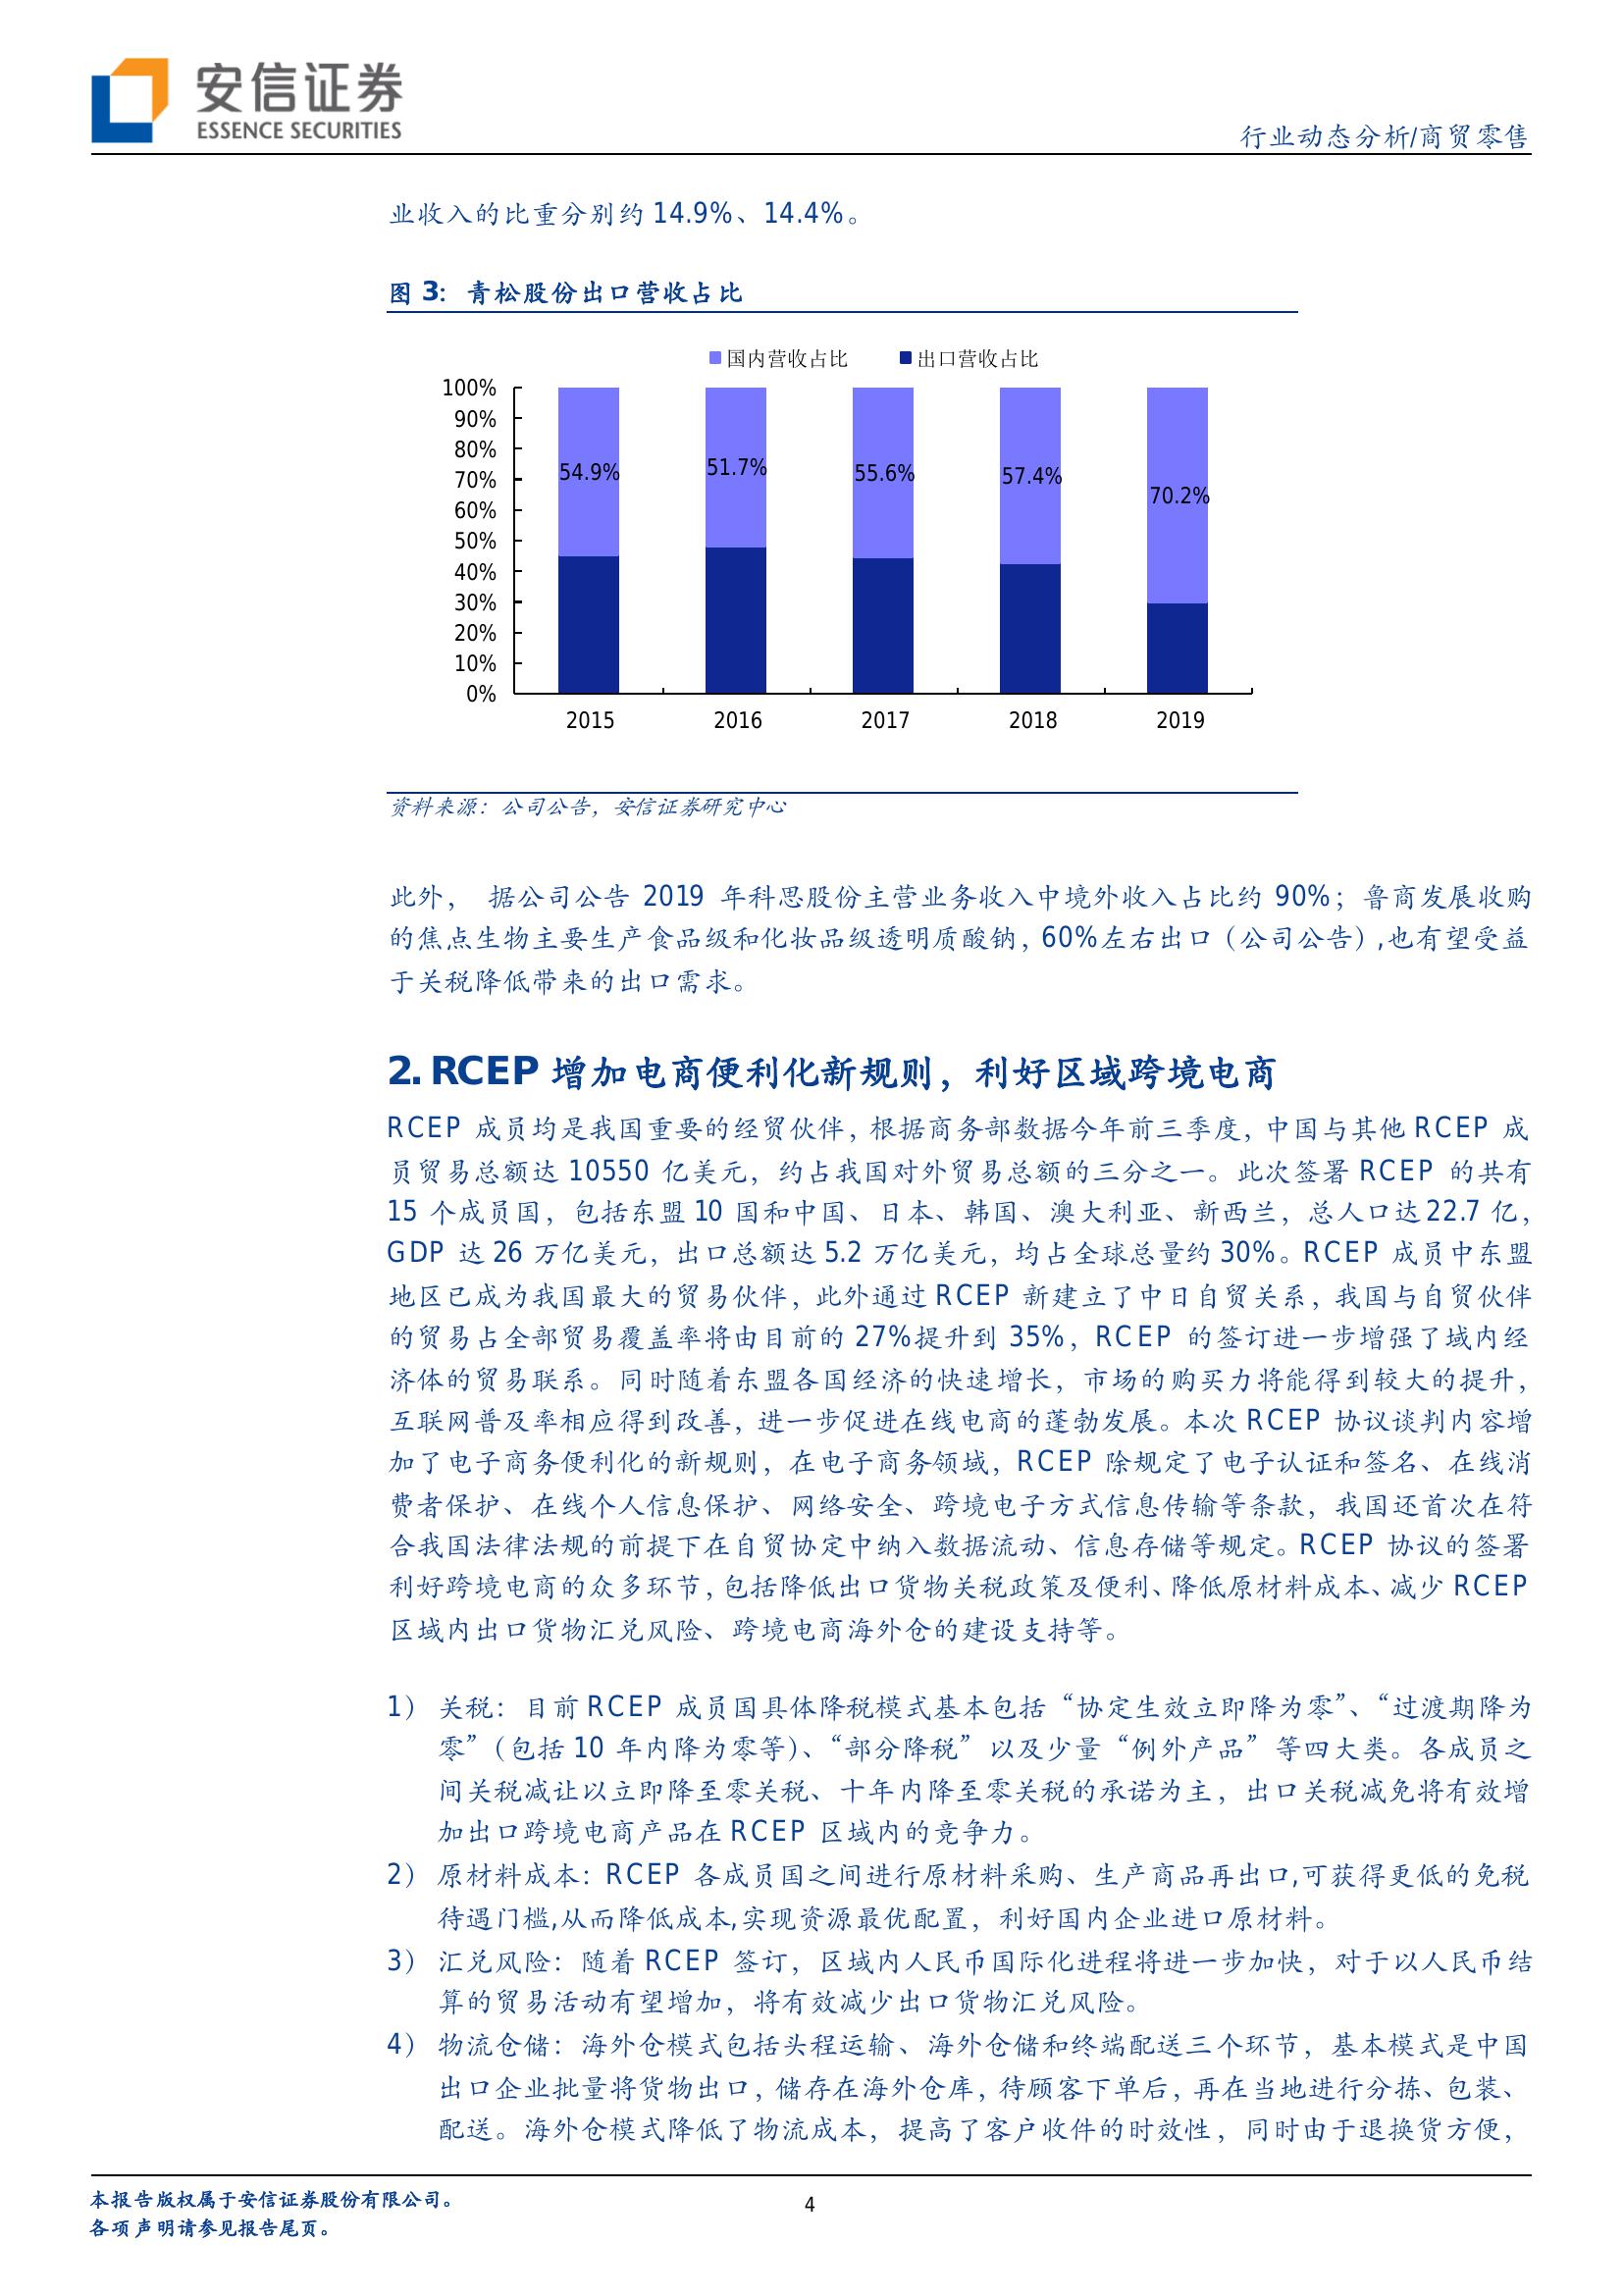 安信证券
ESSENCE SECURITIES
行业动态分析/商贸零售
业收入的比重分别约 14.9%、14.4%。
图 3：青松股份出口营收占比
国内营收占比 出口营收占比
100%
90%
80%
70%
60%
50%
40%
30%
20%
10%
0%
54.9% 51.7% 55.6% 57.4% 70.2%
2015 2016 2017 2018 2019
资料来源：公司公告，安信证券研究中心
此外， 据公司公告 2019 年科思股份主营业务收入中境外收入占比约 90%；鲁商发展收购
的焦点生物主要生产食品级和化妆品级透明质酸钠，60%左右出口（公司公告）,也有望受益
于关税降低带来的出口需求。
2. RCEP 增加电商便利化新规则，利好区域跨境电商
RCEP 成员均是我国重要的经贸伙伴，根据商务部数据今年前三季度，中国与其他 RCEP 成
员贸易总额达 10550 亿美元，约占我国对外贸易总额的三分之一。此次签署 RCEP 的共有
15 个成员国，包括东盟 10 国和中国、日本、韩国、澳大利亚、新西兰，总人口达 22.7 亿，
GDP 达 26 万亿美元，出口总额达 5.2 万亿美元，均占全球总量约 30%。RCEP 成员中东盟
地区已成为我国最大的贸易伙伴，此外通过 RCEP 新建立了中日自贸关系，我国与自贸伙伴
的贸易占全部贸易覆盖率将由目前的 27%提升到 35%，RCEP 的签订进一步增强了域内经
济体的贸易联系。同时随着东盟各国经济的快速增长，市场的购买力将能得到较大的提升，
互联网普及率相应得到改善，进一步促进在线电商的蓬勃发展。本次 RCEP 协议谈判内容增
加了电子商务便利化的新规则，在电子商务领域，RCEP 除规定了电子认证和签名、在线消
费者保护、在线个人信息保护、网络安全、跨境电子方式信息传输等条款，我国还首次在符
合我国法律法规的前提下在自贸协定中纳入数据流动、信息存储等规定。RCEP 协议的签署
利好跨境电商的众多环节，包括降低出口货物关税政策及便利、降低原材料成本、减少 RCEP
区域内出口货物汇兑风险、跨境电商海外仓的建设支持等。
1） 关税：目前 RCEP 成员国具体降税模式基本包括“协定生效立即降为零”、“过渡期降为
零”（包括 10 年内降为零等）、“部分降税”以及少量“例外产品”等四大类。各成员之
间关税减让以立即降至零关税、十年内降至零关税的承诺为主，出口关税减免将有效增
加出口跨境电商产品在 RCEP 区域内的竞争力。
2） 原材料成本：RCEP 各成员国之间进行原材料采购、生产商品再出口,可获得更低的免税
待遇门槛,从而降低成本,实现资源最优配置，利好国内企业进口原材料。
3） 汇兑风险：随着 RCEP 签订，区域内人民币国际化进程将进一步加快，对于以人民币结
算的贸易活动有望增加，将有效减少出口货物汇兑风险。
4） 物流仓储：海外仓模式包括头程运输、海外仓储和终端配送三个环节，基本模式是中国
出口企业批量将货物出口，储存在海外仓库，待顾客下单后，再在当地进行分拣、包装、
配送。海外仓模式降低了物流成本，提高了客户收件的时效性，同时由于退换货方便，
本报告版权属于安信证券股份有限公司。
4
各项声明请参见报告尾页。